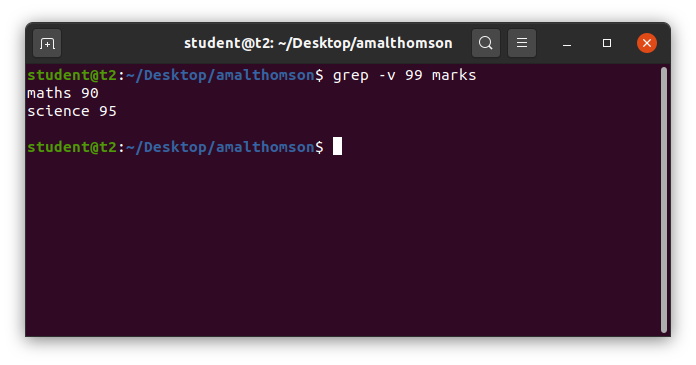 student@t2: ~/Desktop/amalthomson
student@t2:~/Desktop/amalthomson$ grep -v 99 marks
maths 90
science 95

student@t2:~/Desktop/amalthomson$